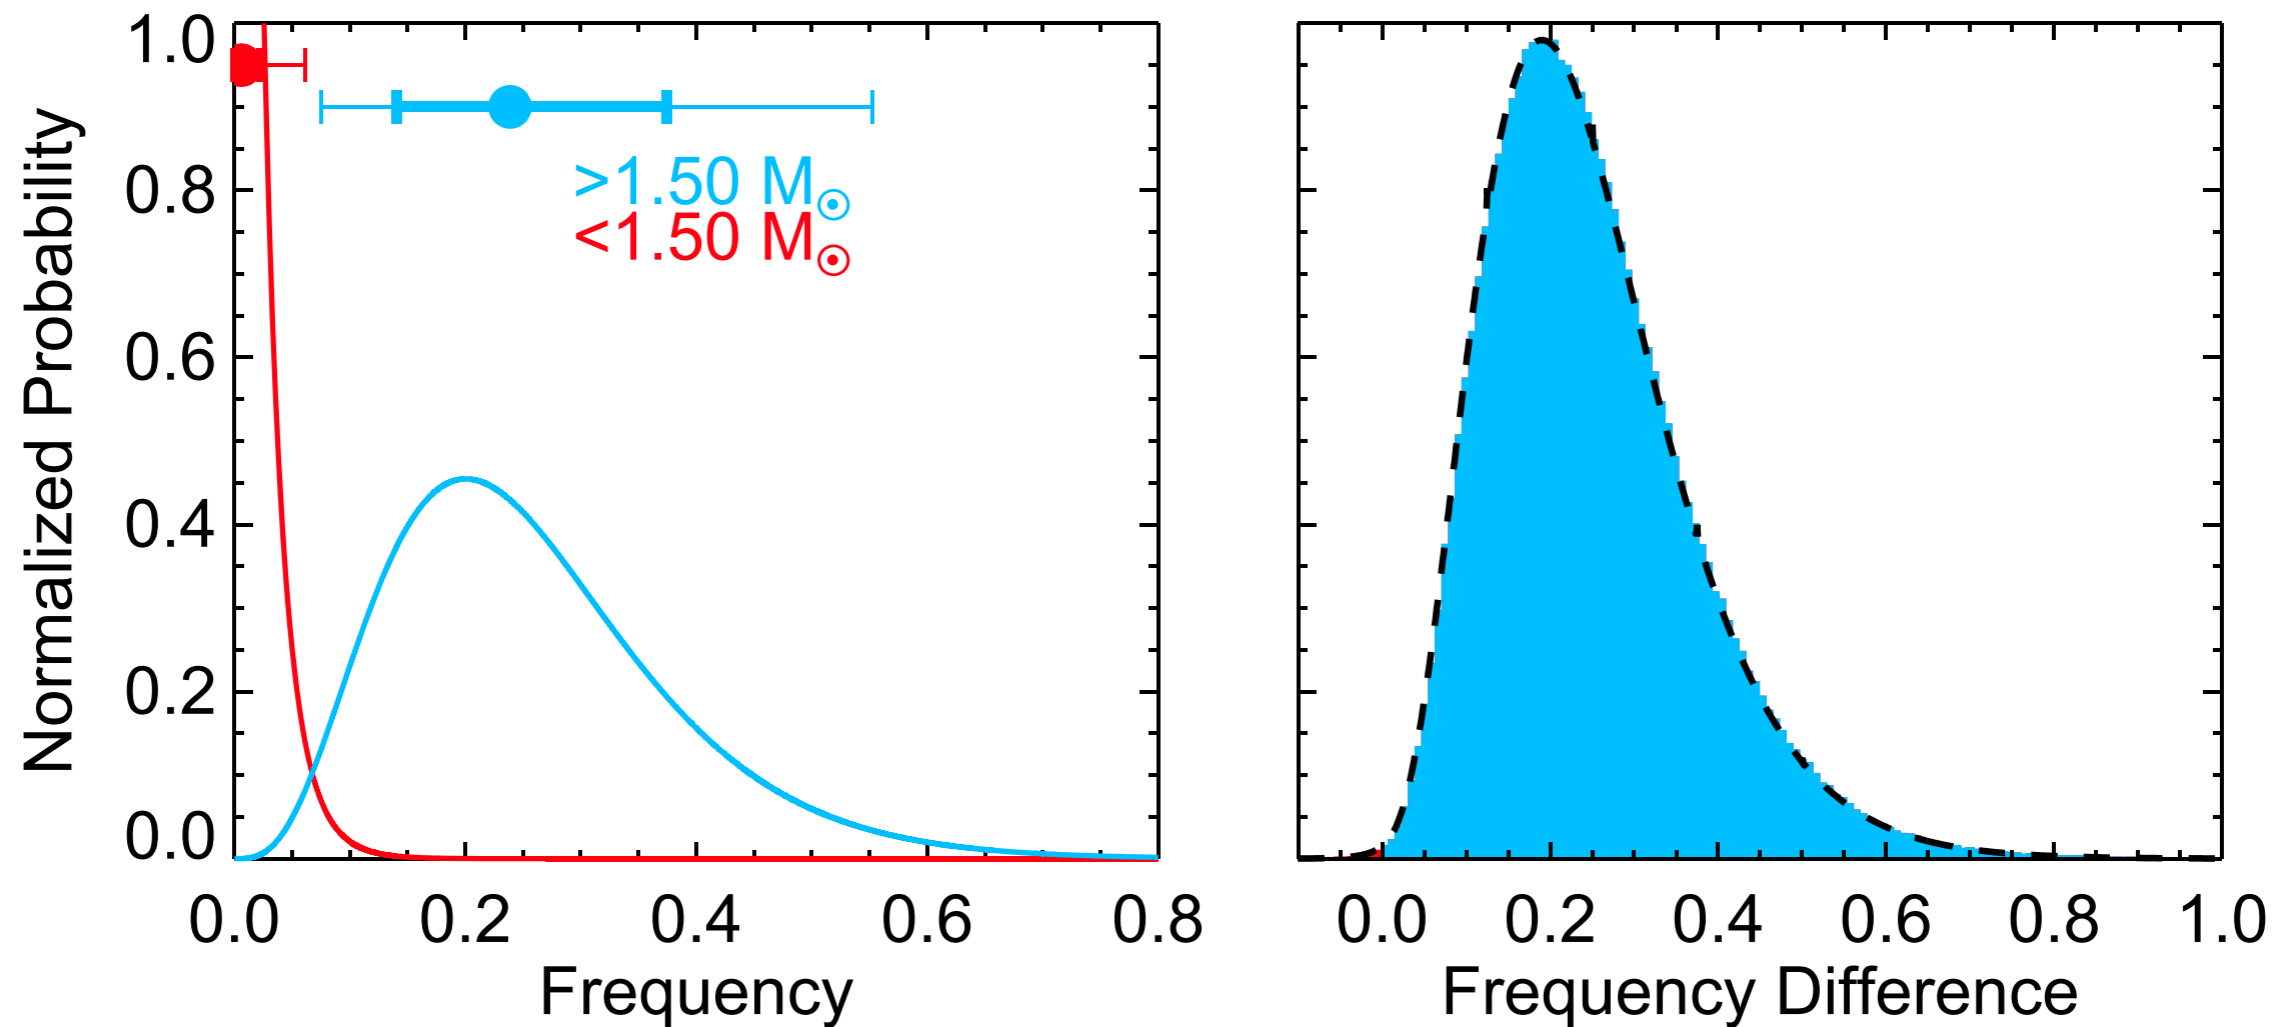 Normalized Probability
1.0
0.8
0.6
0.4
0.2
0.0
>1.50 M☉
<1.50 M☉
0.0 0.2 0.4 0.6 0.8
Frequency
0.0 0.2 0.4 0.6 0.8 1.0
Frequency Difference